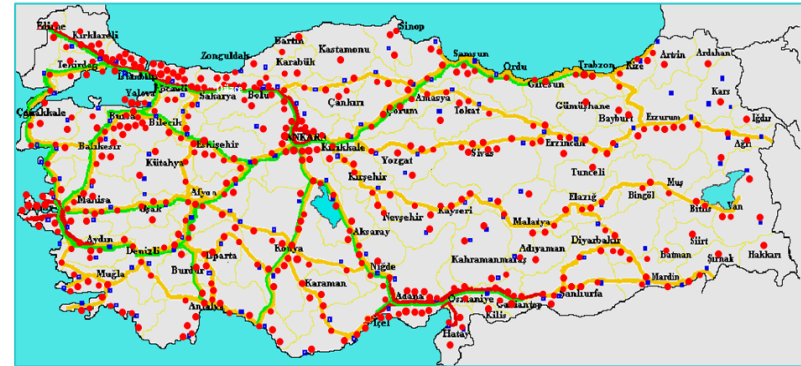 Edirne
Kırklareli
Tekirdağ
İstanbul
Kocaeli
Yalova
Sakarya
Bolu
Zonguldak
Bartın
Karabük
Kastamonu
Sinop
Çankırı
Samsun
Ordu
Giresun
Trabzon
Rize
Artvin
Ardahan
Kars
Iğdır
Ağrı
Erzurum
Bayburt
Gümüşhane
Erzincan
Tunceli
Amasya
Tokat
Çorum
Sivas
Yozgat
Kırıkkale
ANKARA
Kırşehir
Çanakkale
Bursa
Bilecik
Balıkesir
Eskişehir
Kütahya
Manisa
Uşak
Afyon
Aydın
Denizli
Muğla
Burdur
Isparta
Antalya
Konya
Karaman
Aksaray
Nevşehir
Niğde
Kayseri
Malatya
Elazığ
Bingöl
Muş
Bitlis
Van
Diyarbakır
Adıyaman
Kahramanmaraş
Batman
Siirt
Şırnak
Hakkarı
Mardin
Şanlıurfa
Gaziantep
Kilis
Osmaniye
Adana
İçel
Hatay